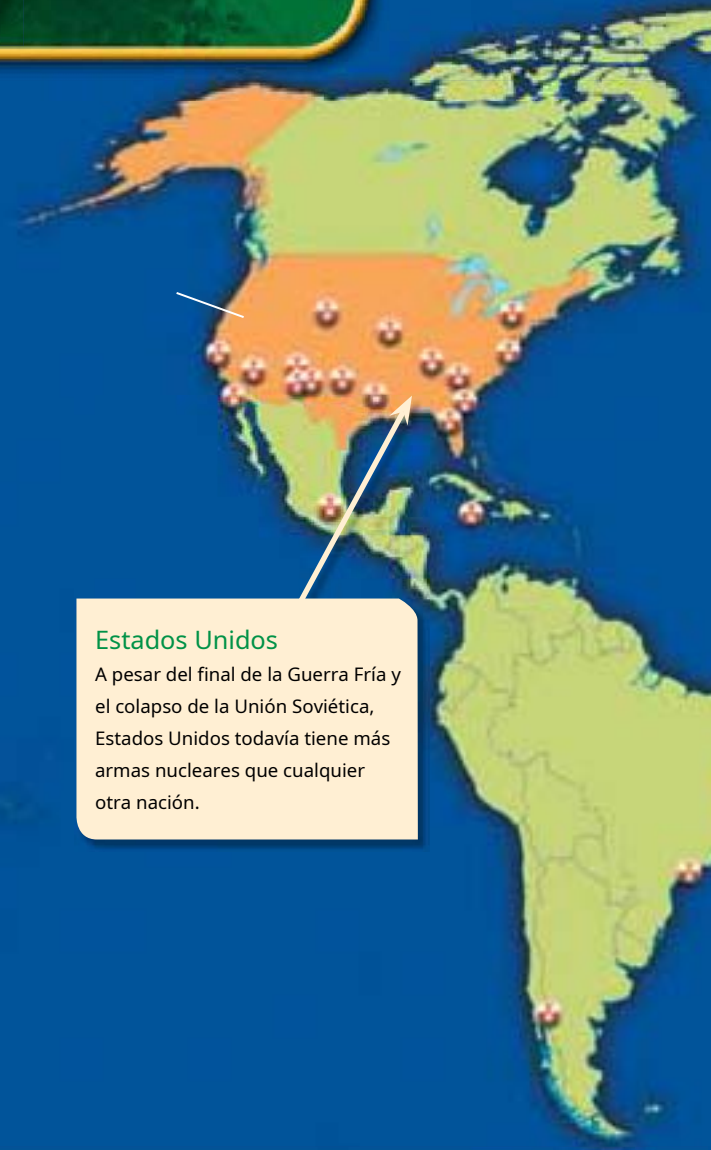 Estados Unidos
A pesar del final de la Guerra Fría y
el colapso de la Unión Soviética,
Estados Unidos todavía tiene más
armas nucleares que cualquier
otra nación.